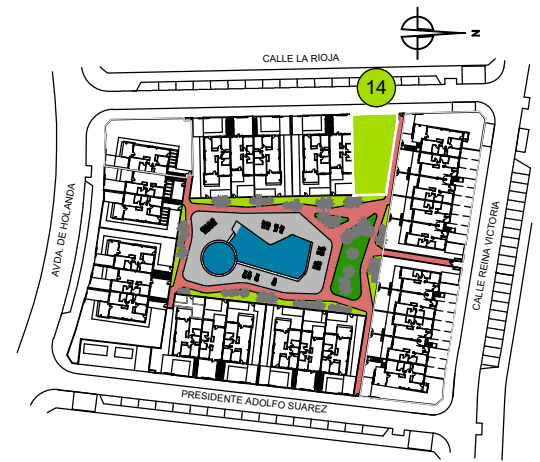 N
CALLE LA RIOJA
14
AVDA. DE HOLANDA
CALLE REINA VICTORIA
PRESIDENTE ADOLFO SUAREZ